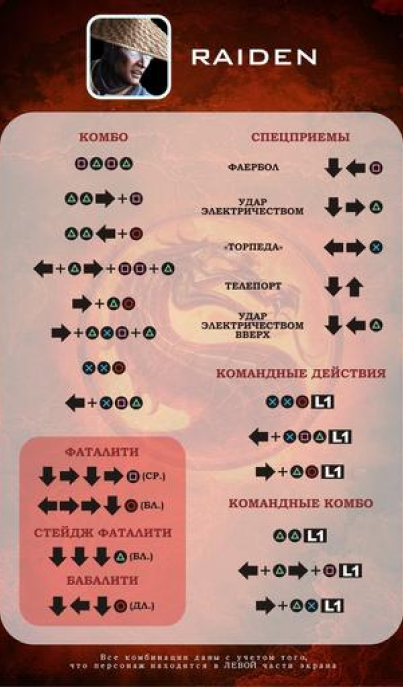 RAIDEN
КОМБО
+
+
+ +
+
+ +
+
ФАТАЛИТИ
(СР.)
(БЛ.)
СТЕЙДЖ ФАТАЛИТИ
(БЛ.)
БАБАЛИТИ
(ДЛ.)
СПЕЦПРИЕМЫ
ФАЕРБОЛ
УДАР
ЭЛЕКТРИЧЕСТВОМ
«ТОРПЕДА»
ТЕЛЕПОРТ
УДАР
ЭЛЕКТРИЧЕСТВОМ
ВВЕРХ
КОМАНДНЫЕ ДЕЙСТВИЯ
L1
+ L1
+ L1
КОМАНДНЫЕ КОМБО
L1
+ + L1
+ L1
Все комбинации даны с учетом того,
что персонаж находится в ЛЕВОЙ части экрана